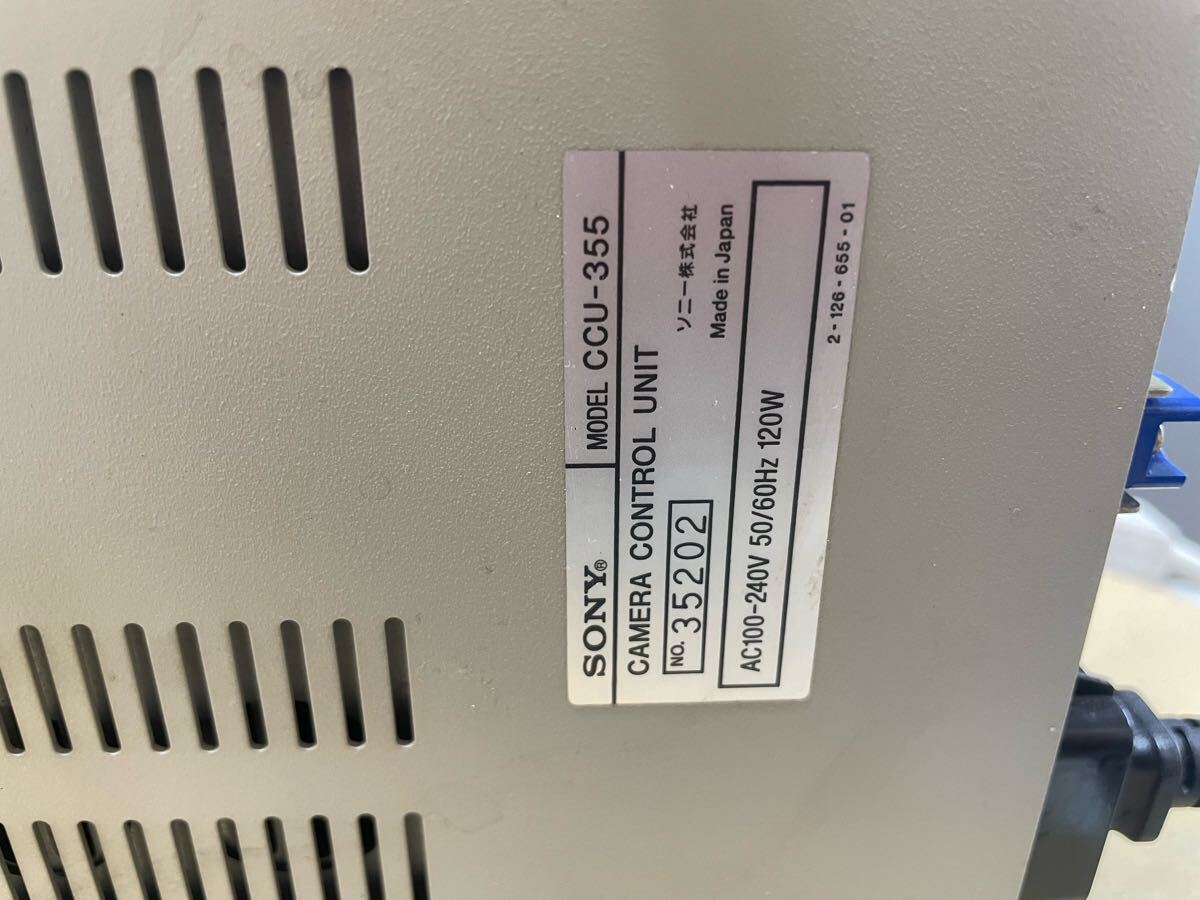 SONY® MODEL CCU-355
CAMERA CONTROL UNIT
NO. 35202 ソニー株式会社
Made in Japan
AC100-240V 50/60Hz 120W
2-126-655-01